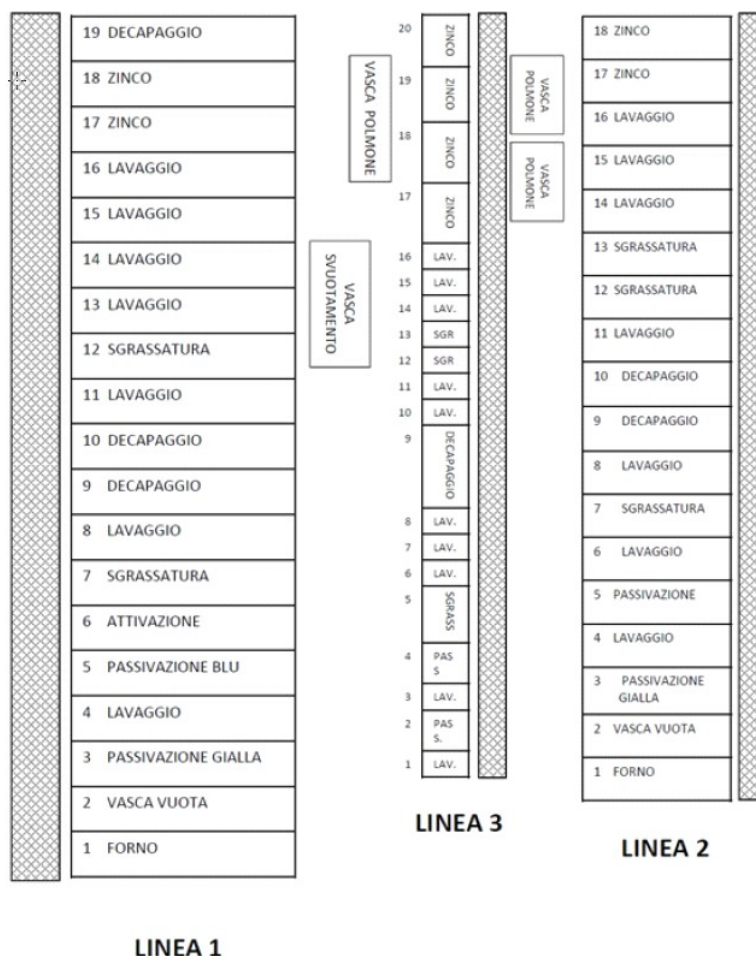 19 DECAPAGGIO
18 ZINCO
17 ZINCO
16 LAVAGGIO
15 LAVAGGIO
14 LAVAGGIO
13 LAVAGGIO
12 SGRASSATURA
11 LAVAGGIO
10 DECAPAGGIO
9 DECAPAGGIO
8 LAVAGGIO
7 SGRASSATURA
6 ATTIVAZIONE
5 PASSIVAZIONE BLU
4 LAVAGGIO
3 PASSIVAZIONE GIALLA
2 VASCA VUOTA
1 FORNO
LINEA 1
VASCA POLMONE
VASCA
SVUOTAMENTO
20 ZINCO
19 ZINCO
18 ZINCO
17 ZINCO
16 LAV.
15 LAV.
14 LAV.
13 SGR
12 SGR
11 LAV.
10 LAV.
9 DECAPAGGIO
8 LAV.
7 LAV.
6 LAV.
5 SGRASS
4 PAS
S
3 LAV.
2 PAS
S.
1 LAV.
LINEA 3
VASCA
POLMONE
VASCA
POLMONE
18 ZINCO
17 ZINCO
16 LAVAGGIO
15 LAVAGGIO
14 LAVAGGIO
13 SGRASSATURA
12 SGRASSATURA
11 LAVAGGIO
10 DECAPAGGIO
9 DECAPAGGIO
8 LAVAGGIO
7 SGRASSATURA
6 LAVAGGIO
5 PASSIVAZIONE
4 LAVAGGIO
3 PASSIVAZIONE
GIALLA
2 VASCA VUOTA
1 FORNO
LINEA 2